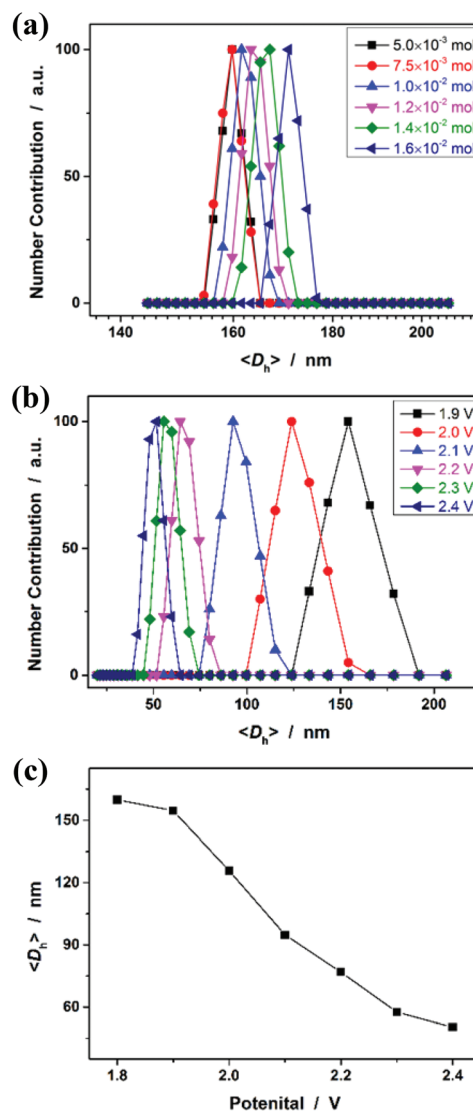 (a)
100
50
0
Number Contribution / a.u.
5.0×10⁻³ mol
7.5×10⁻³ mol
1.0×10⁻² mol
1.2×10⁻² mol
1.4×10⁻² mol
1.6×10⁻² mol
140 160 180 200
<Dₕ> / nm
(b)
100
50
0
Number Contribution / a.u.
1.9 V
2.0 V
2.1 V
2.2 V
2.3 V
2.4 V
50 100 150 200
<Dₕ> / nm
(c)
150
120
90
60
<Dₕ> / nm
1.8 2.0 2.2 2.4
Potenital / V